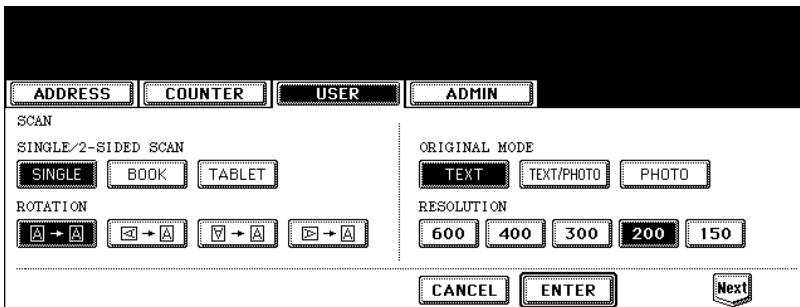 ADDRESS COUNTER USER ADMIN
SCAN
SINGLE/2-SIDED SCAN
SINGLE BOOK TABLET
ROTATION
A → A A → A A → A A → A
ORIGINAL MODE
TEXT TEXT/PHOTO PHOTO
RESOLUTION
600 400 300 200 150
CANCEL ENTER Next